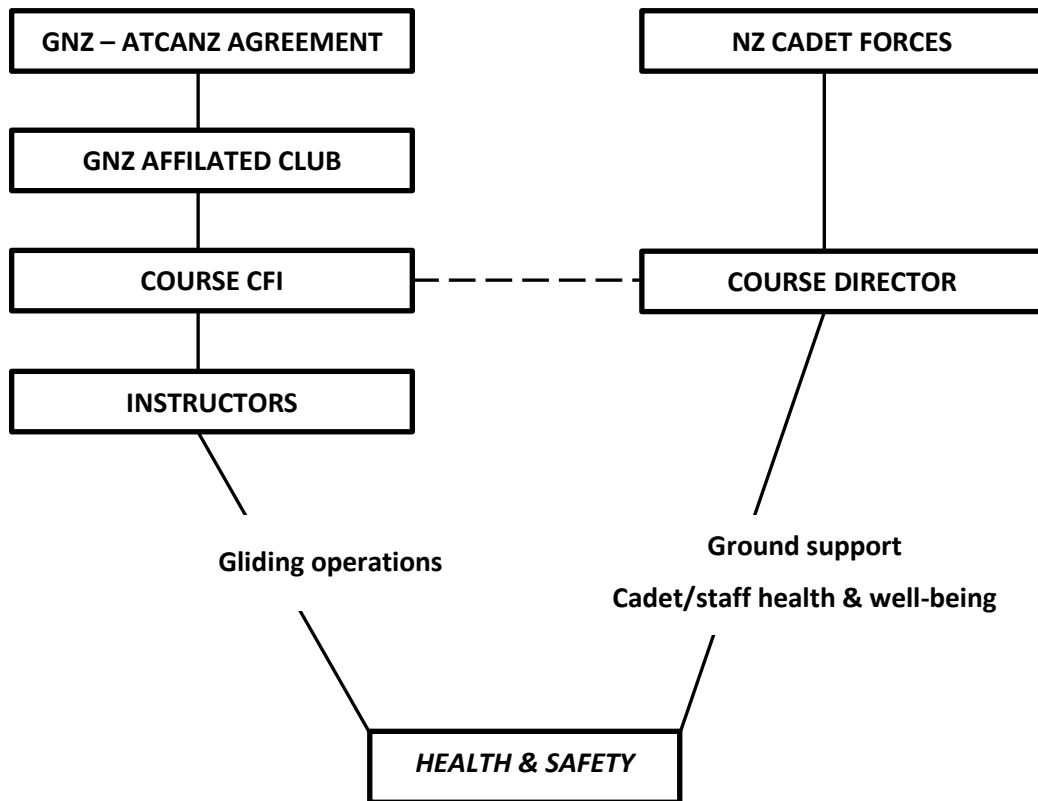 GNZ – ATCANZ AGREEMENT
NZ CADET FORCES
GNZ AFFILATED CLUB
COURSE CFI
COURSE DIRECTOR
INSTRUCTORS
Gliding operations
Ground support
Cadet/staff health & well-being
HEALTH & SAFETY